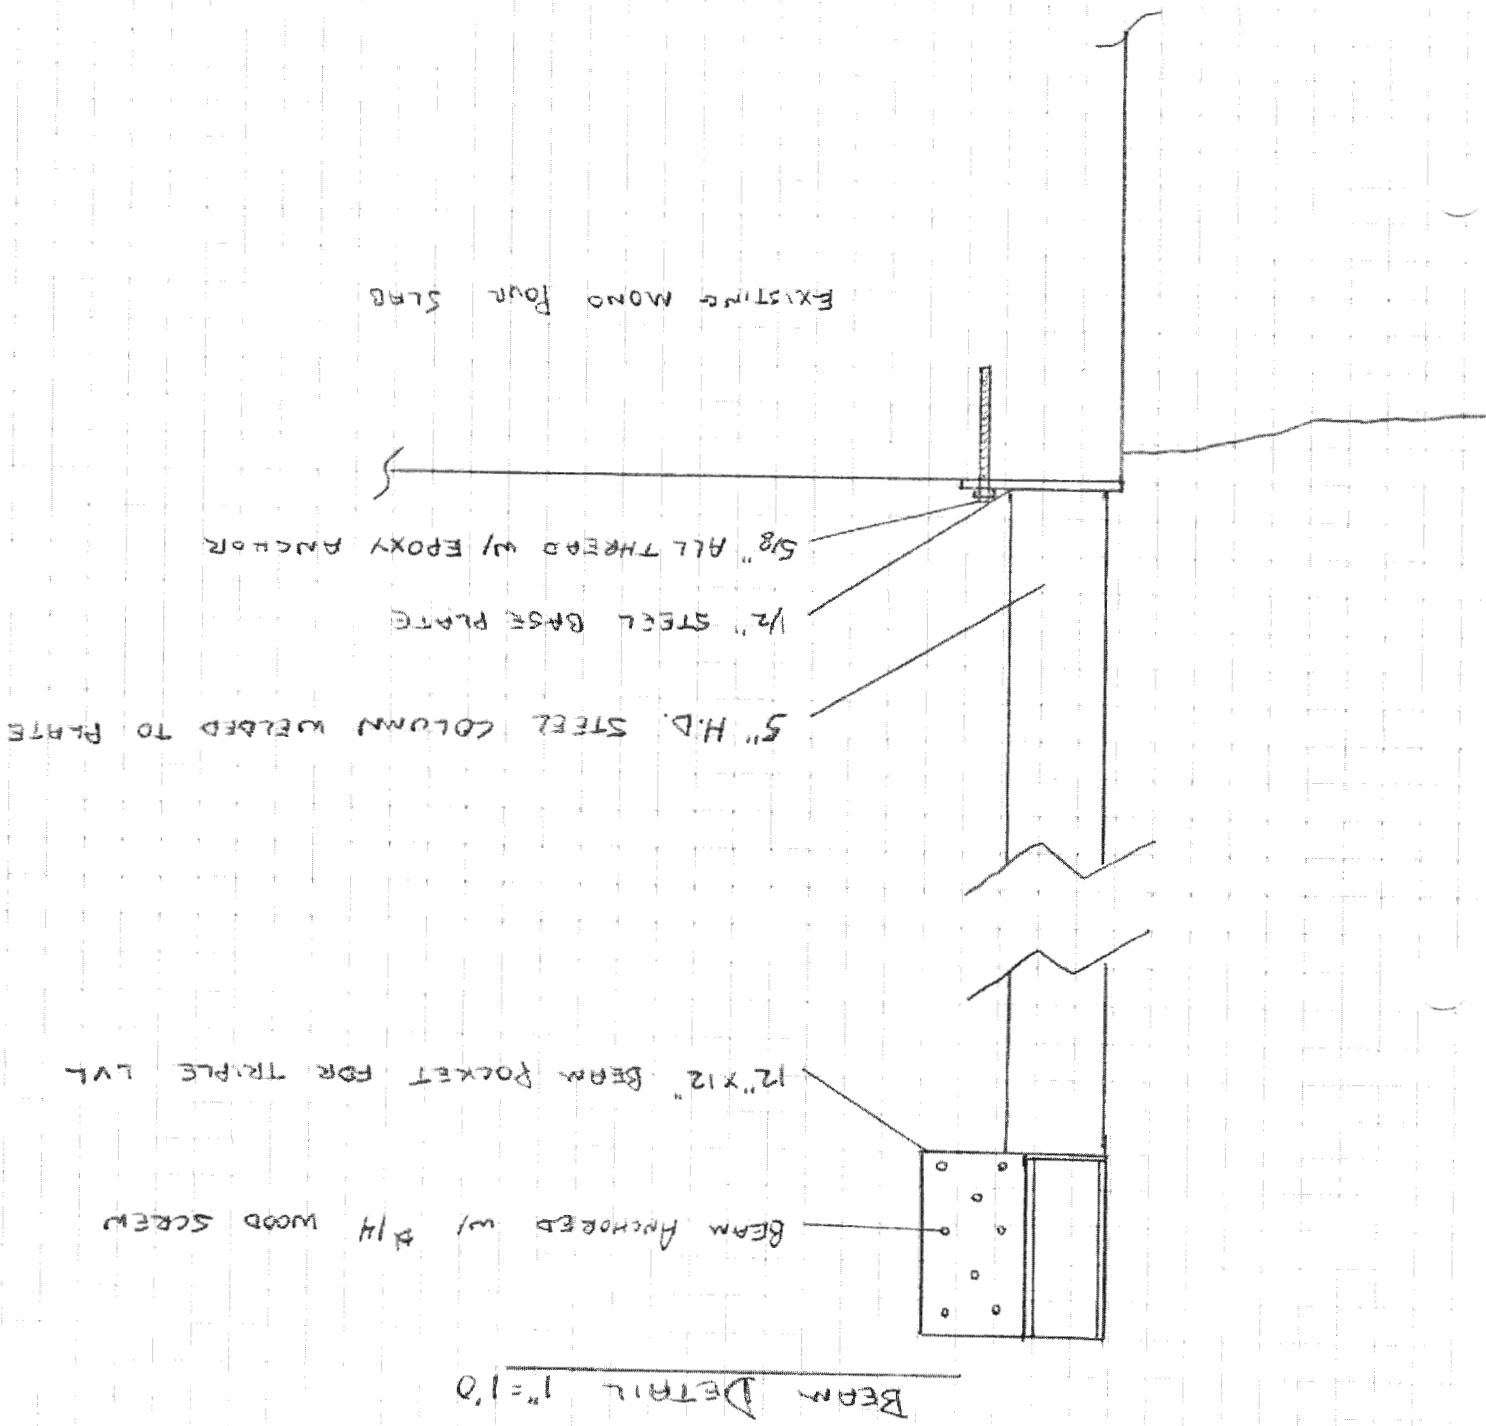 BEAM DETAIL 1"=1'0
BEAM ANCHORED W/ #14 WOOD SCREW
12"X12" BEAM POCKET FOR TRIPLE LVL
5" H.D. STEEL COLUMN WELDED TO PLATE
1/2" STEEL BASE PLATE
5/8" ALL THREAD W/ EPOXY ANCHOR
EXISTING MONO POUR SLAB